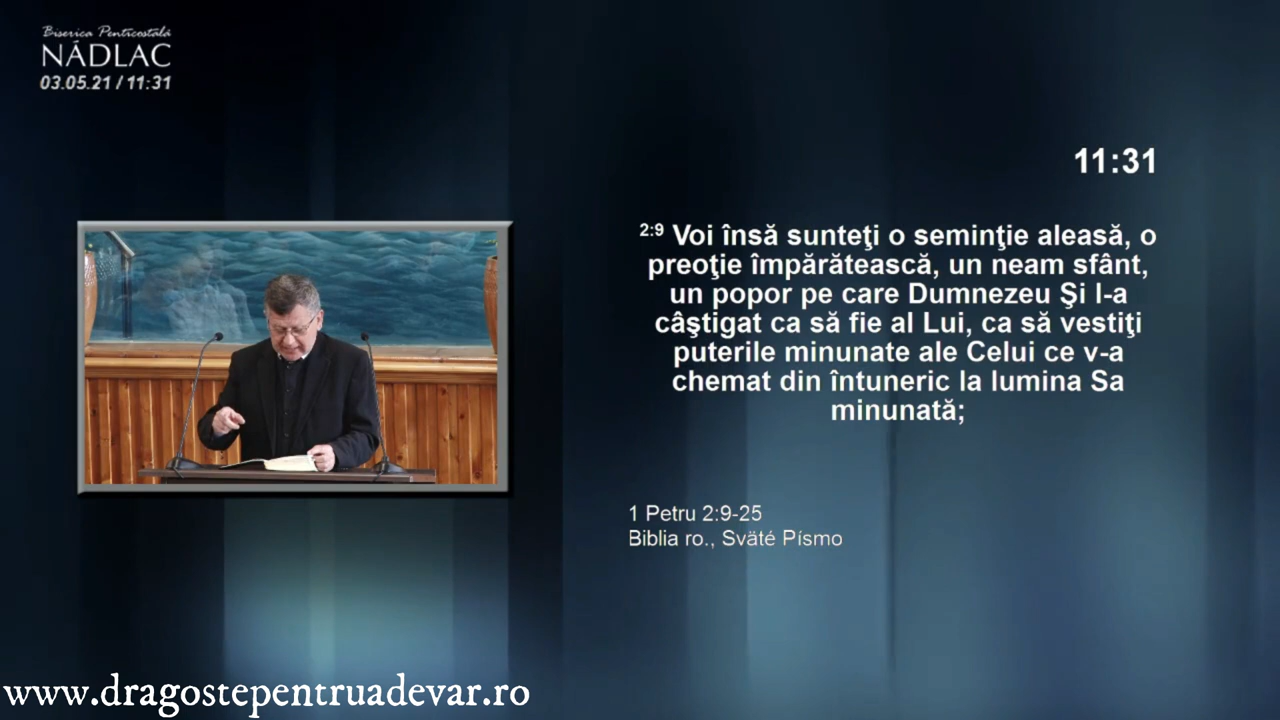 Biserica Penticostală
NĂDLAC
03.05.21 / 11:31
11:31
2:9 Voi însă sunteţi o seminţie aleasă, o
preoţie împărătească, un neam sfânt,
un popor pe care Dumnezeu Şi l-a
câştigat ca să fie al Lui, ca să vestiţi
puterile minunate ale Celui ce v-a
chemat din întuneric la lumina Sa
minunată;
1 Petru 2:9-25
Biblia ro., Sväté Písmo
www.dragostepentruadevar.ro